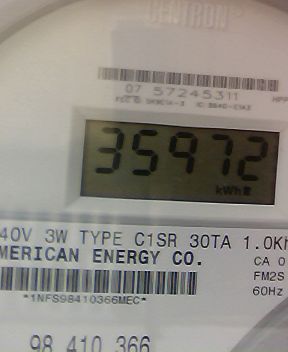 CENTRON
07 57245311
35972
kWh
40V 3W TYPE C1SR 30TA 1.0Kh
MERICAN ENERGY CO.
CA 0
FM2S
60Hz
*1NFS98410366MEC*
98 410 366